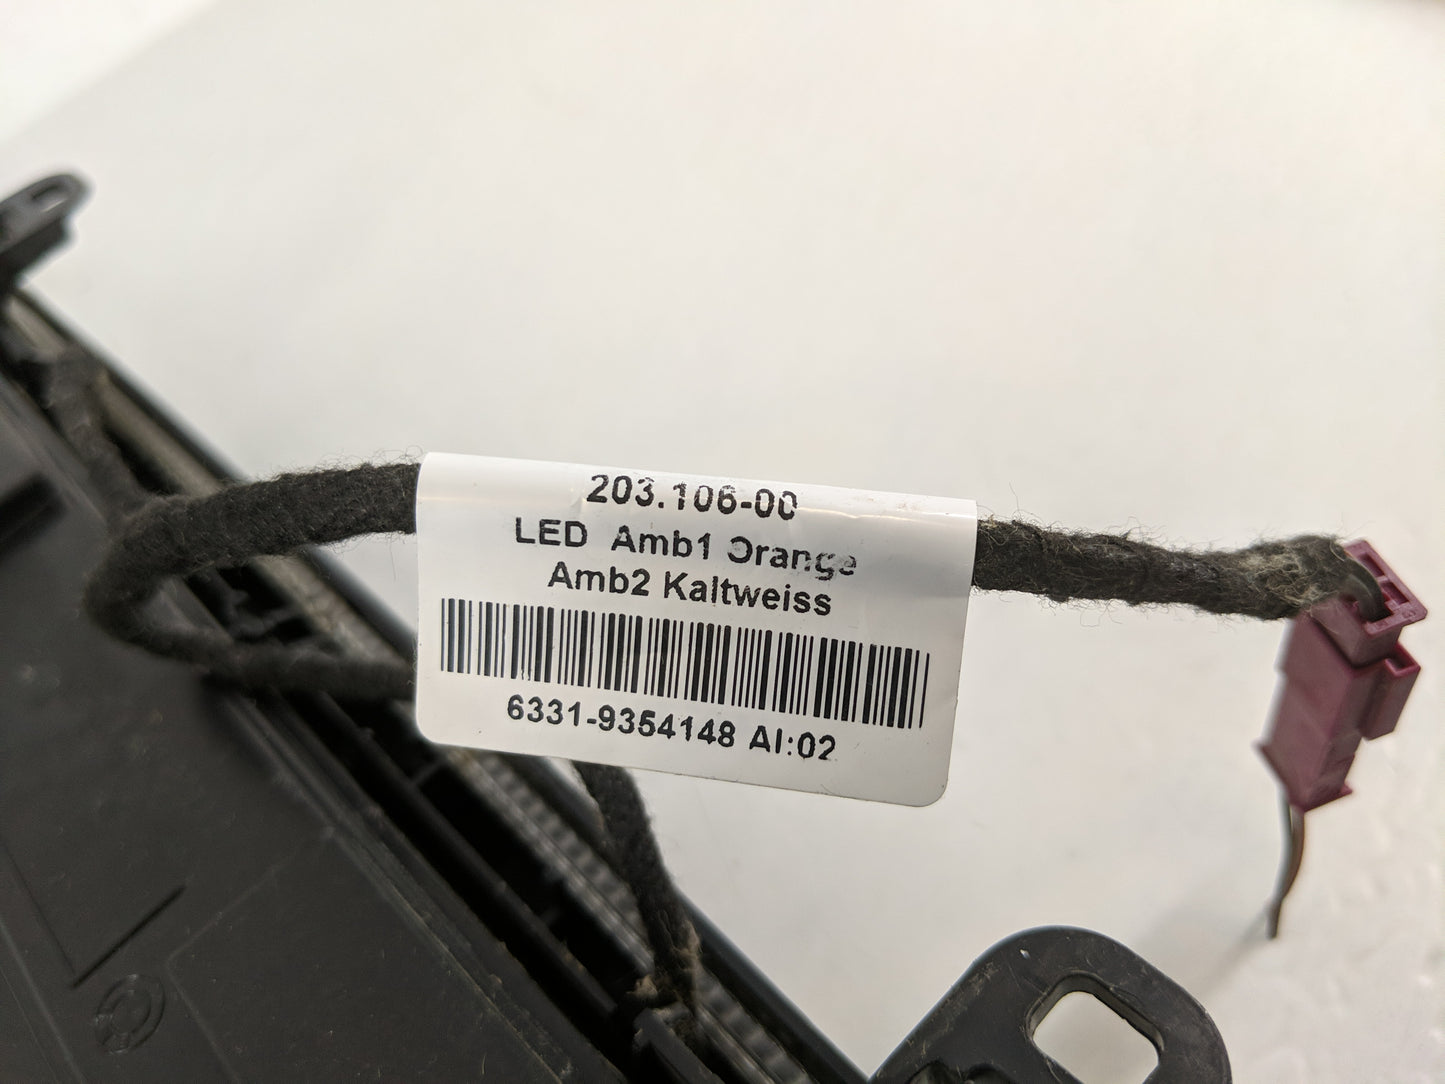 203.106-00
LED Amb1 Orange
Amb2 Kaltweiss
6331-9354148 AI:02